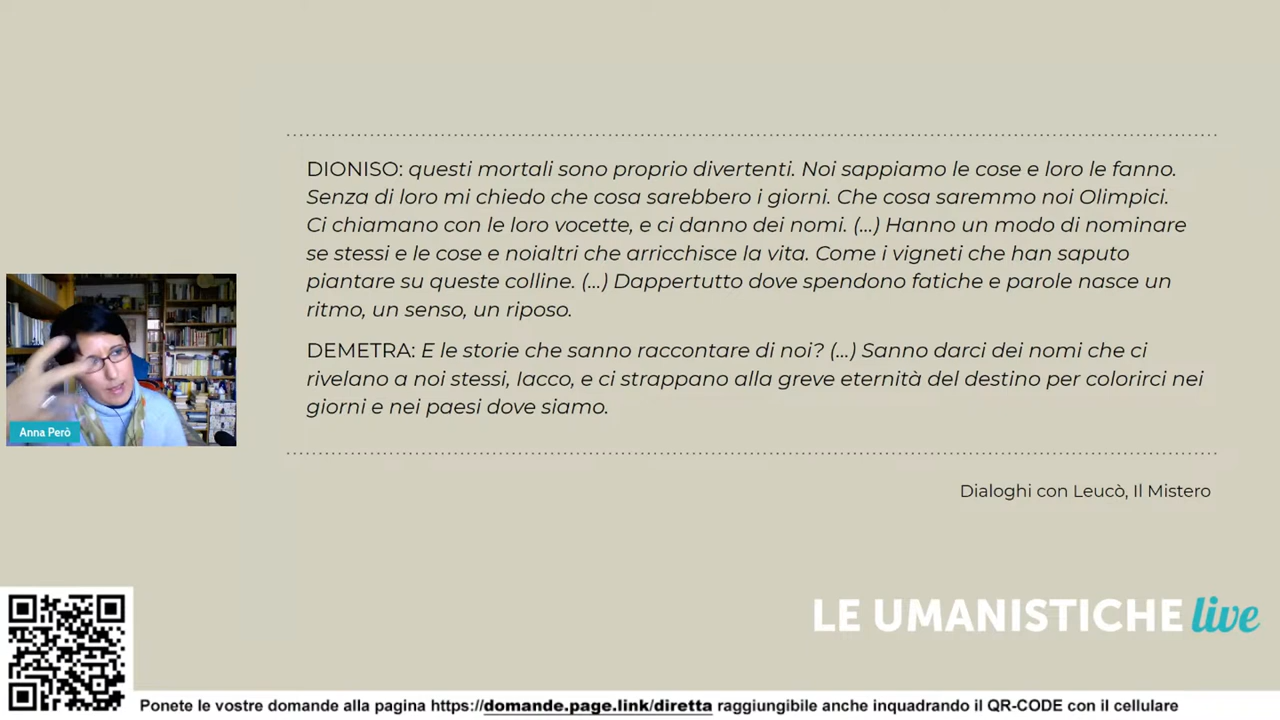 DIONISO: questi mortali sono proprio divertenti. Noi sappiamo le cose e loro le fanno.
Senza di loro mi chiedo che cosa sarebbero i giorni. Che cosa saremmo noi Olimpici.
Ci chiamano con le loro vocette, e ci danno dei nomi. (...) Hanno un modo di nominare
se stessi e le cose e noialtri che arricchisce la vita. Come i vigneti che han saputo
piantare su queste colline. (...) Dappertutto dove spendono fatiche e parole nasce un
ritmo, un senso, un riposo.
DEMETRA: E le storie che sanno raccontare di noi? (...) Sanno darci dei nomi che ci
rivelano a noi stessi, Iacco, e ci strappano alla greve eternità del destino per colorirci nei
giorni e nei paesi dove siamo.
Anna Però
Dialoghi con Leucò, Il Mistero
LE UMANISTICHE live
Ponete le vostre domande alla pagina https://domande.page.link/diretta raggiungibile anche inquadrando il QR-CODE con il cellulare